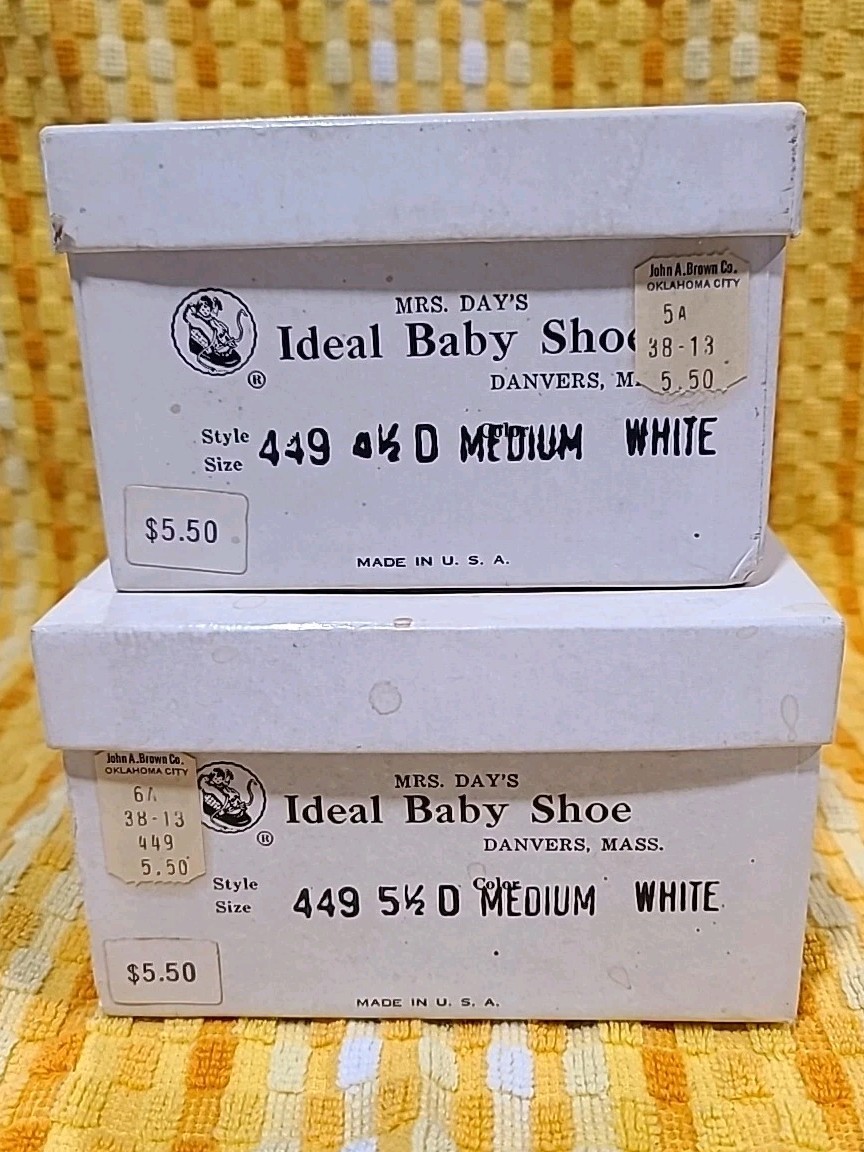 John A. Brown Co.
OKLAHOMA CITY
5A
38-13
5.50
MRS. DAY'S
Ideal Baby Shoe
DANVERS, M
®
Style
Size
449 4½ D MEDIUM WHITE
Color
$5.50
MADE IN U. S. A.
John A. Brown Co.
OKLAHOMA CITY
6A
38-13
449
5.50
MRS. DAY'S
Ideal Baby Shoe
®
DANVERS, MASS.
Style
Size
Color
449 5½ D MEDIUM WHITE
$5.50
MADE IN U. S. A.